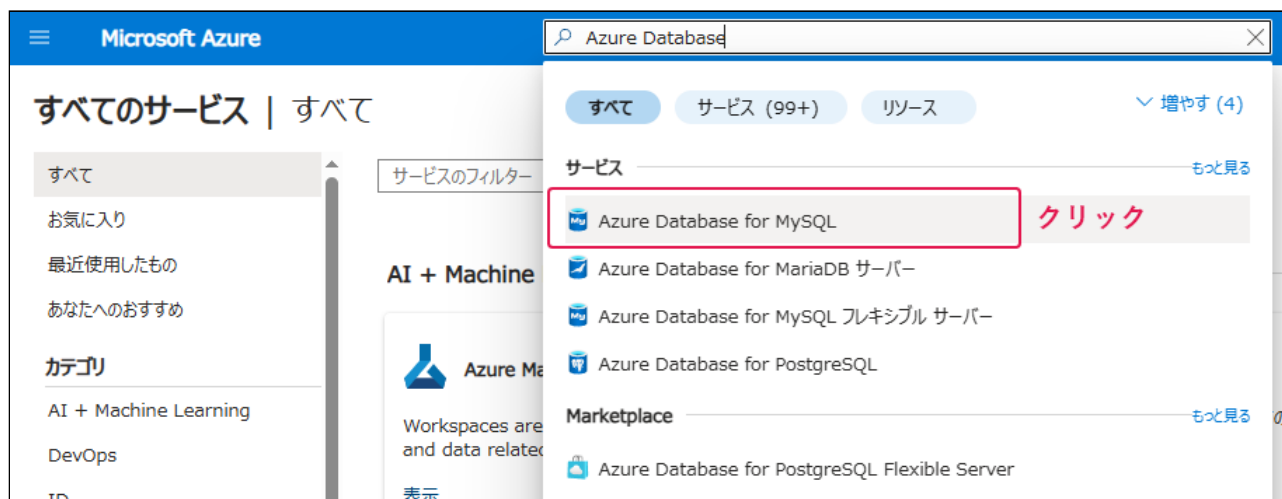 Microsoft Azure
Azure Database
すべてのサービス | すべて
すべて
お気に入り
最近使用したもの
あなたへのおすすめ
カテゴリ
AI + Machine Learning
DevOps
ID
サービスのフィルター
AI + Machine
Azure Ma
Workspaces are
and data related
表示
すべて
サービス (99+)
リソース
増やす (4)
サービス
もっと見る
Azure Database for MySQL
クリック
Azure Database for MariaDB サーバー
Azure Database for MySQL フレキシブル サーバー
Azure Database for PostgreSQL
Marketplace
もっと見る
Azure Database for PostgreSQL Flexible Server